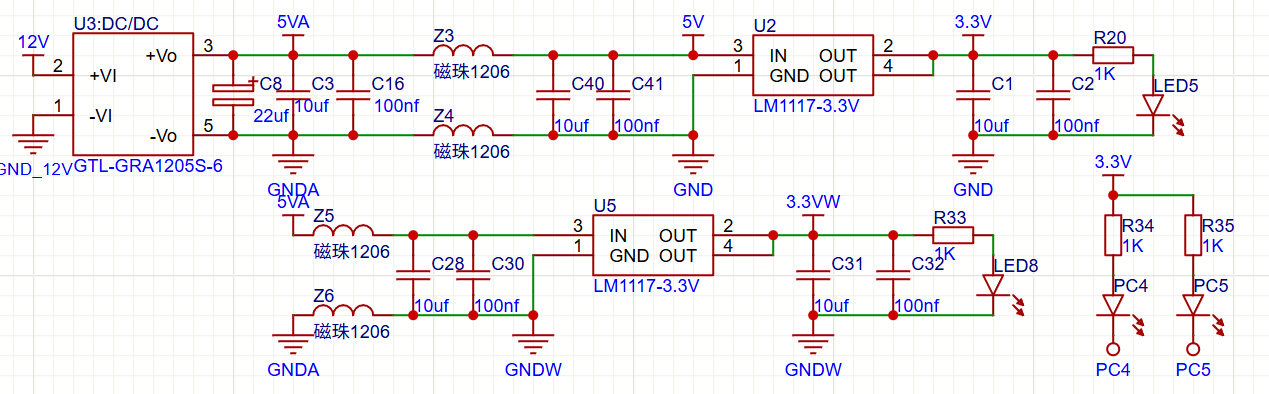 U3:DC/DC
12V
2
+VI
1
-VI
+Vo
3
-Vo
5
GND_12V
GTL-GRA1205S-6
5VA
C8
22uf
C3
10uf
C16
100nf
GNDA
Z3
磁珠1206
Z4
磁珠1206
C40
10uf
C41
100nf
5V
GND
U2
3
IN
OUT
2
1
GND
OUT
4
LM1117-3.3V
3.3V
C1
10uf
C2
100nf
GND
R20
1K
LED5
5VA
Z5
磁珠1206
Z6
磁珠1206
GNDA
C28
10uf
C30
100nf
GNDW
U5
3
IN
OUT
2
1
GND
OUT
4
LM1117-3.3V
3.3VW
C31
10uf
C32
100nf
GNDW
R33
1K
LED8
3.3V
R34
1K
R35
1K
PC4
PC5
PC4
PC5